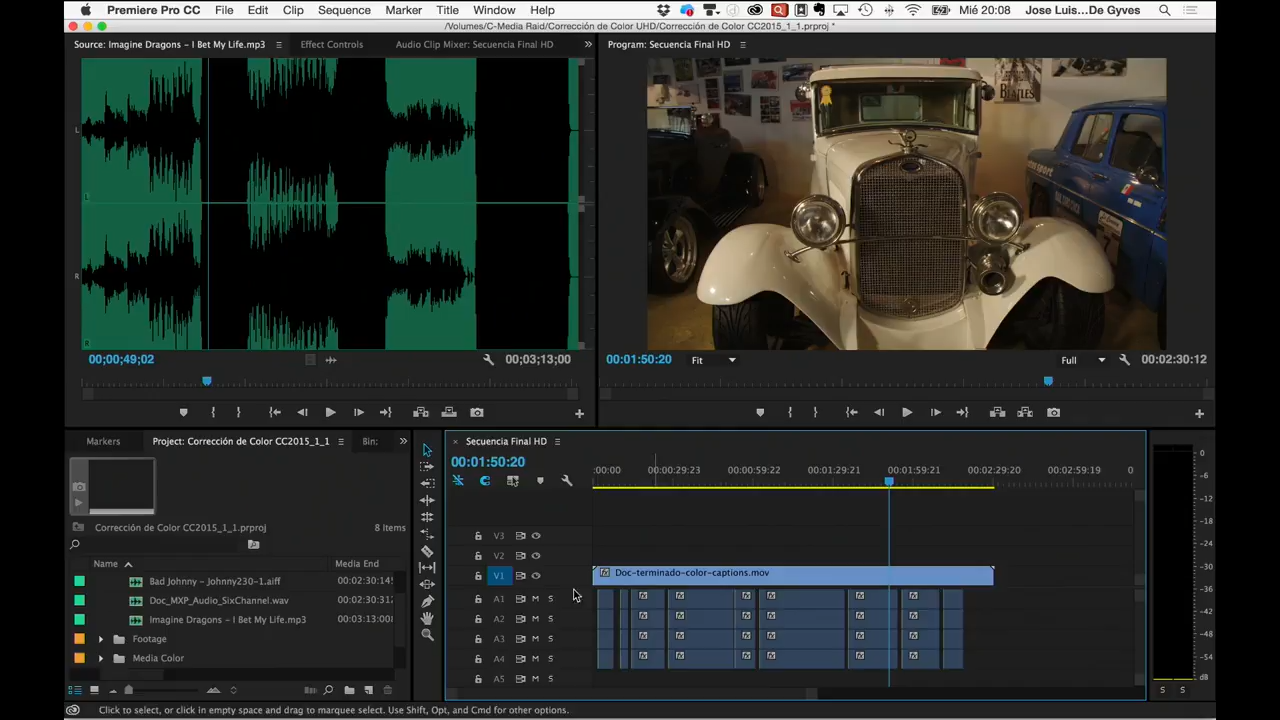 Premiere Pro CC File Edit Clip Sequence Marker Title Window Help Mié 20:08 Jose Luis...De Gyves
/Volumes/C-Media Raid/Corrección de Color UHD/Corrección de Color CC2015_1_1.prproj *
Source: Imagine Dragons - I Bet My Life.mp3 Effect Controls Audio Clip Mixer: Secuencia Final HD
Program: Secuencia Final HD
BEATLES
L
L
R
R
00;00;49;02 00;03;13;00
00:01:50:20 Fit Full 00:02:30:12
Markers Project: Corrección de Color CC2015_1_1 Bin:
Corrección de Color CC2015_1_1.prproj 8 Items
Name Media End
Bad Johnny - Johnny230-1.aiff 00:02:30:145
Doc_MXP_Audio_SixChannel.wav 00:02:30:312
Imagine Dragons - I Bet My Life.mp3 00:03:13:008
Footage
Media Color
Secuencia Final HD
00:01:50:20
:00:00 00:00:29:23 00:00:59:22 00:01:29:21 00:01:59:21 00:02:29:20 00:02:59:19 0
V3
V2
V1 Doc-terminado-color-captions.mov
A1 M S
A2 M S
A3 M S
A4 M S
A5 M S
0
-6
-12
-18
-24
-30
-36
-42
-48
-54
dB
S S
Click to select, or click in empty space and drag to marquee select. Use Shift, Opt, and Cmd for other options.